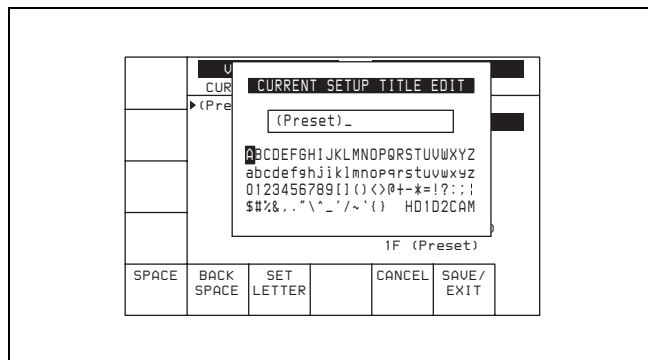 CURRENT SETUP TITLE EDIT
CUR
(Pre
(Preset)_
ABCDEFGHIJKLMNOPQRSTUVWXYZ
abcdefghijklmnopqrstuvwxyz
0123456789[]()<>@+-*=!?:;¦
$#%&,."\^_'/~`{} HD1D2CAM
1F (Preset)
SPACE
BACK SPACE
SET LETTER
CANCEL
SAVE/ EXIT